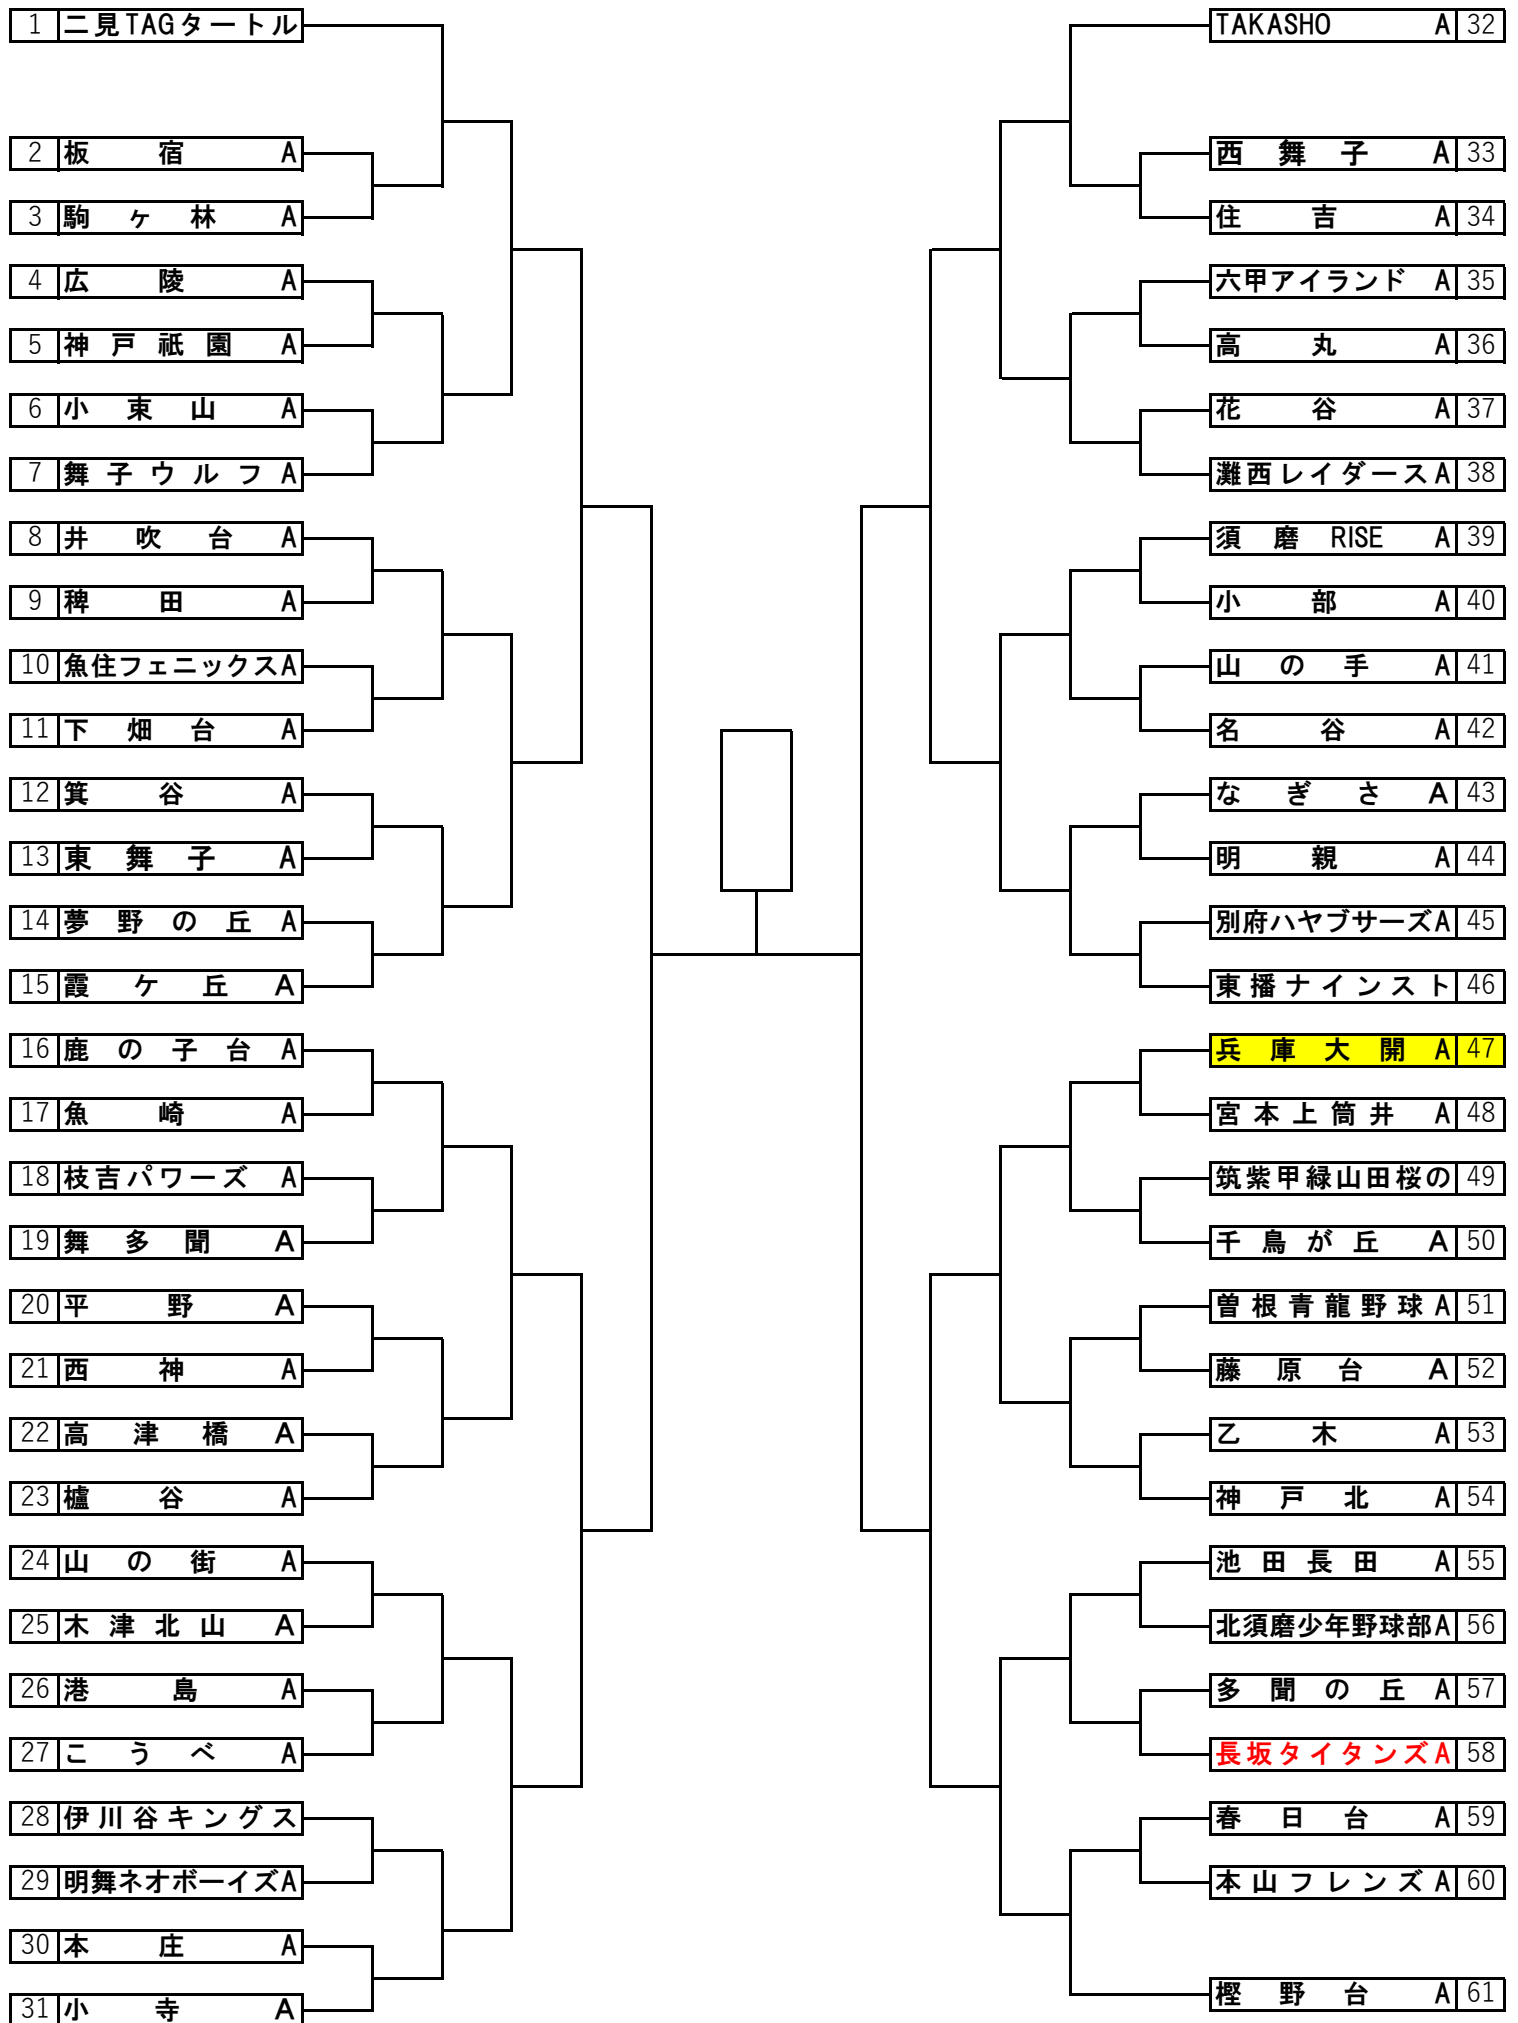 1 二見TAGタートル
2 板宿 A
3 駒ヶ林 A
4 広陵 A
5 神戸祇園 A
6 小束山 A
7 舞子ウルフ A
8 井吹台 A
9 稗田 A
10 魚住フェニックスA
11 下畑台 A
12 箕谷 A
13 東舞子 A
14 夢野の丘 A
15 霞ケ丘 A
16 鹿の子台 A
17 魚崎 A
18 枝吉パワーズ A
19 舞多聞 A
20 平野 A
21 西神 A
22 高津橋 A
23 櫨谷 A
24 山の街 A
25 木津北山 A
26 港島 A
27 こうべ A
28 伊川谷キングス
29 明舞ネオボーイズA
30 本庄 A
31 小寺 A
TAKASHO A 32
西舞子 A 33
住吉 A 34
六甲アイランド A 35
高丸 A 36
花谷 A 37
灘西レイダースA 38
須磨RISE A 39
小部 A 40
山の手 A 41
名谷 A 42
なぎさ A 43
明親 A 44
別府ハヤブサーズA 45
東播ナインスト 46
兵庫大開 A 47
宮本上筒井 A 48
筑紫甲緑山田桜の 49
千鳥が丘 A 50
曽根青龍野球 A 51
藤原台 A 52
乙木 A 53
神戸北 A 54
池田長田 A 55
北須磨少年野球部A 56
多聞の丘 A 57
長坂タイタンズA 58
春日台 A 59
本山フレンズ A 60
樫野台 A 61